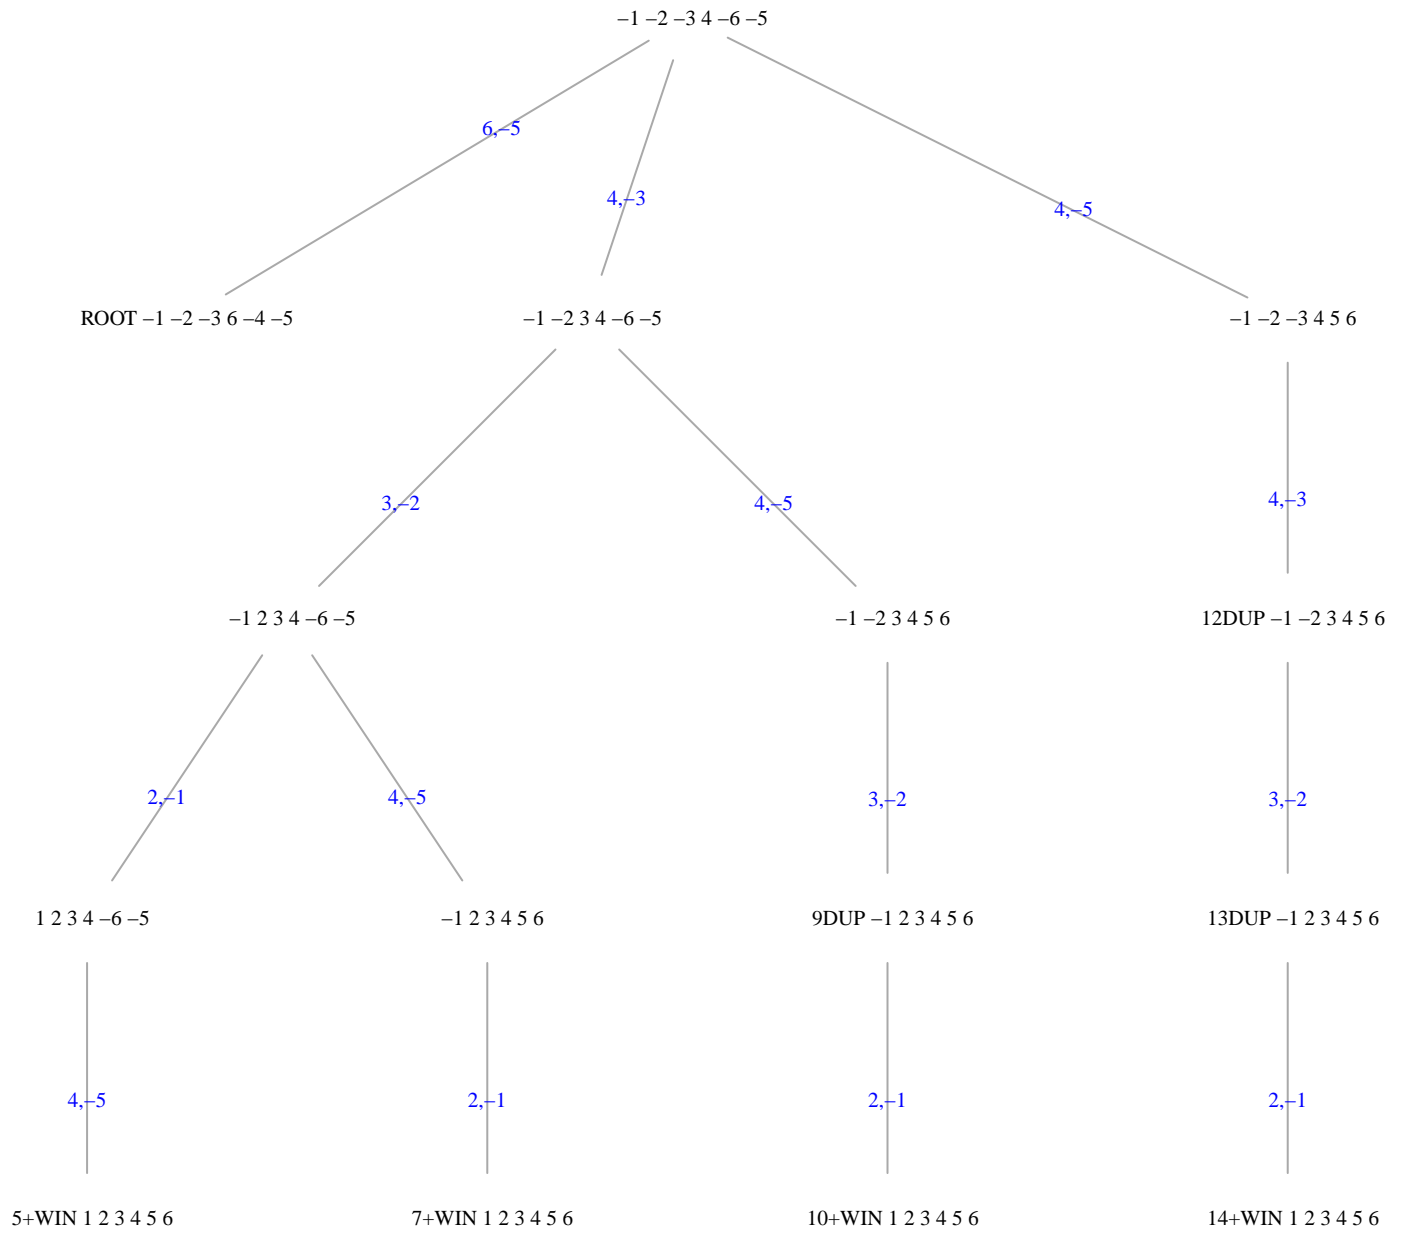 –1 –2 –3 4 –6 –5
6,–5
4,–3
4,–5
ROOT –1 –2 –3 6 –4 –5
–1 –2 3 4 –6 –5
–1 –2 –3 4 5 6
3,–2
4,–5
4,–3
–1 2 3 4 –6 –5
–1 –2 3 4 5 6
12DUP –1 –2 3 4 5 6
2,–1
4,–5
3,–2
3,–2
1 2 3 4 –6 –5
–1 2 3 4 5 6
9DUP –1 2 3 4 5 6
13DUP –1 2 3 4 5 6
4,–5
2,–1
2,–1
2,–1
5+WIN 1 2 3 4 5 6
7+WIN 1 2 3 4 5 6
10+WIN 1 2 3 4 5 6
14+WIN 1 2 3 4 5 6